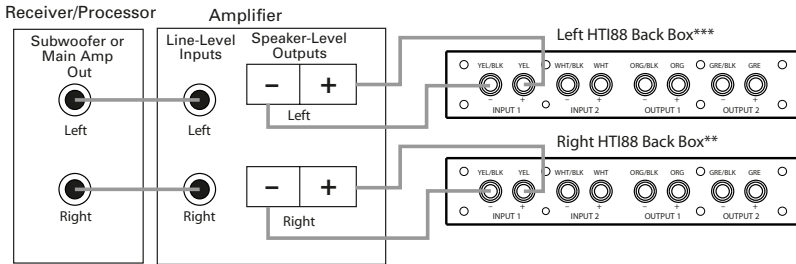 Receiver/Processor
Amplifier
Subwoofer or
Main Amp
Out
Left
Right
Line-Level
Inputs
Left
Right
Speaker-Level
Outputs
− +
Left
− +
Right
Left HTI88 Back Box***
YEL/BLK YEL WHT/BLK WHT ORG/BLK ORG GRE/BLK GRE
− + − + − + − +
INPUT 1 INPUT 2 OUTPUT 1 OUTPUT 2
Right HTI88 Back Box**
YEL/BLK YEL WHT/BLK WHT ORG/BLK ORG GRE/BLK GRE
− + − + − + − +
INPUT 1 INPUT 2 OUTPUT 1 OUTPUT 2